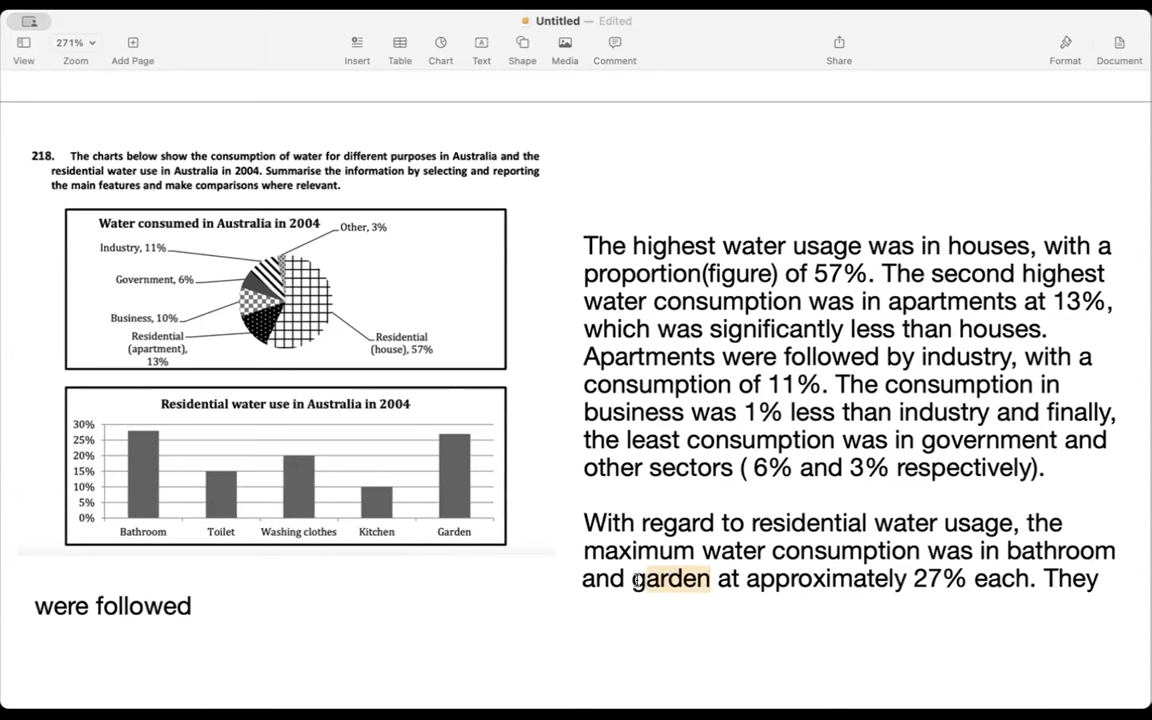 Untitled — Edited
271%
View Zoom Add Page Insert Table Chart Text Shape Media Comment Share Format Document
218. The charts below show the consumption of water for different purposes in Australia and the
residential water use in Australia in 2004. Summarise the information by selecting and reporting
the main features and make comparisons where relevant.
Water consumed in Australia in 2004
Other, 3%
Industry, 11%
Government, 6%
Business, 10%
Residential
(apartment),
13%
Residential
(house), 57%
Residential water use in Australia in 2004
30%
25%
20%
15%
10%
5%
0%
Bathroom Toilet Washing clothes Kitchen Garden
were followed
The highest water usage was in houses, with a
proportion(figure) of 57%. The second highest
water consumption was in apartments at 13%,
which was significantly less than houses.
Apartments were followed by industry, with a
consumption of 11%. The consumption in
business was 1% less than industry and finally,
the least consumption was in government and
other sectors ( 6% and 3% respectively).
With regard to residential water usage, the
maximum water consumption was in bathroom
and garden at approximately 27% each. They